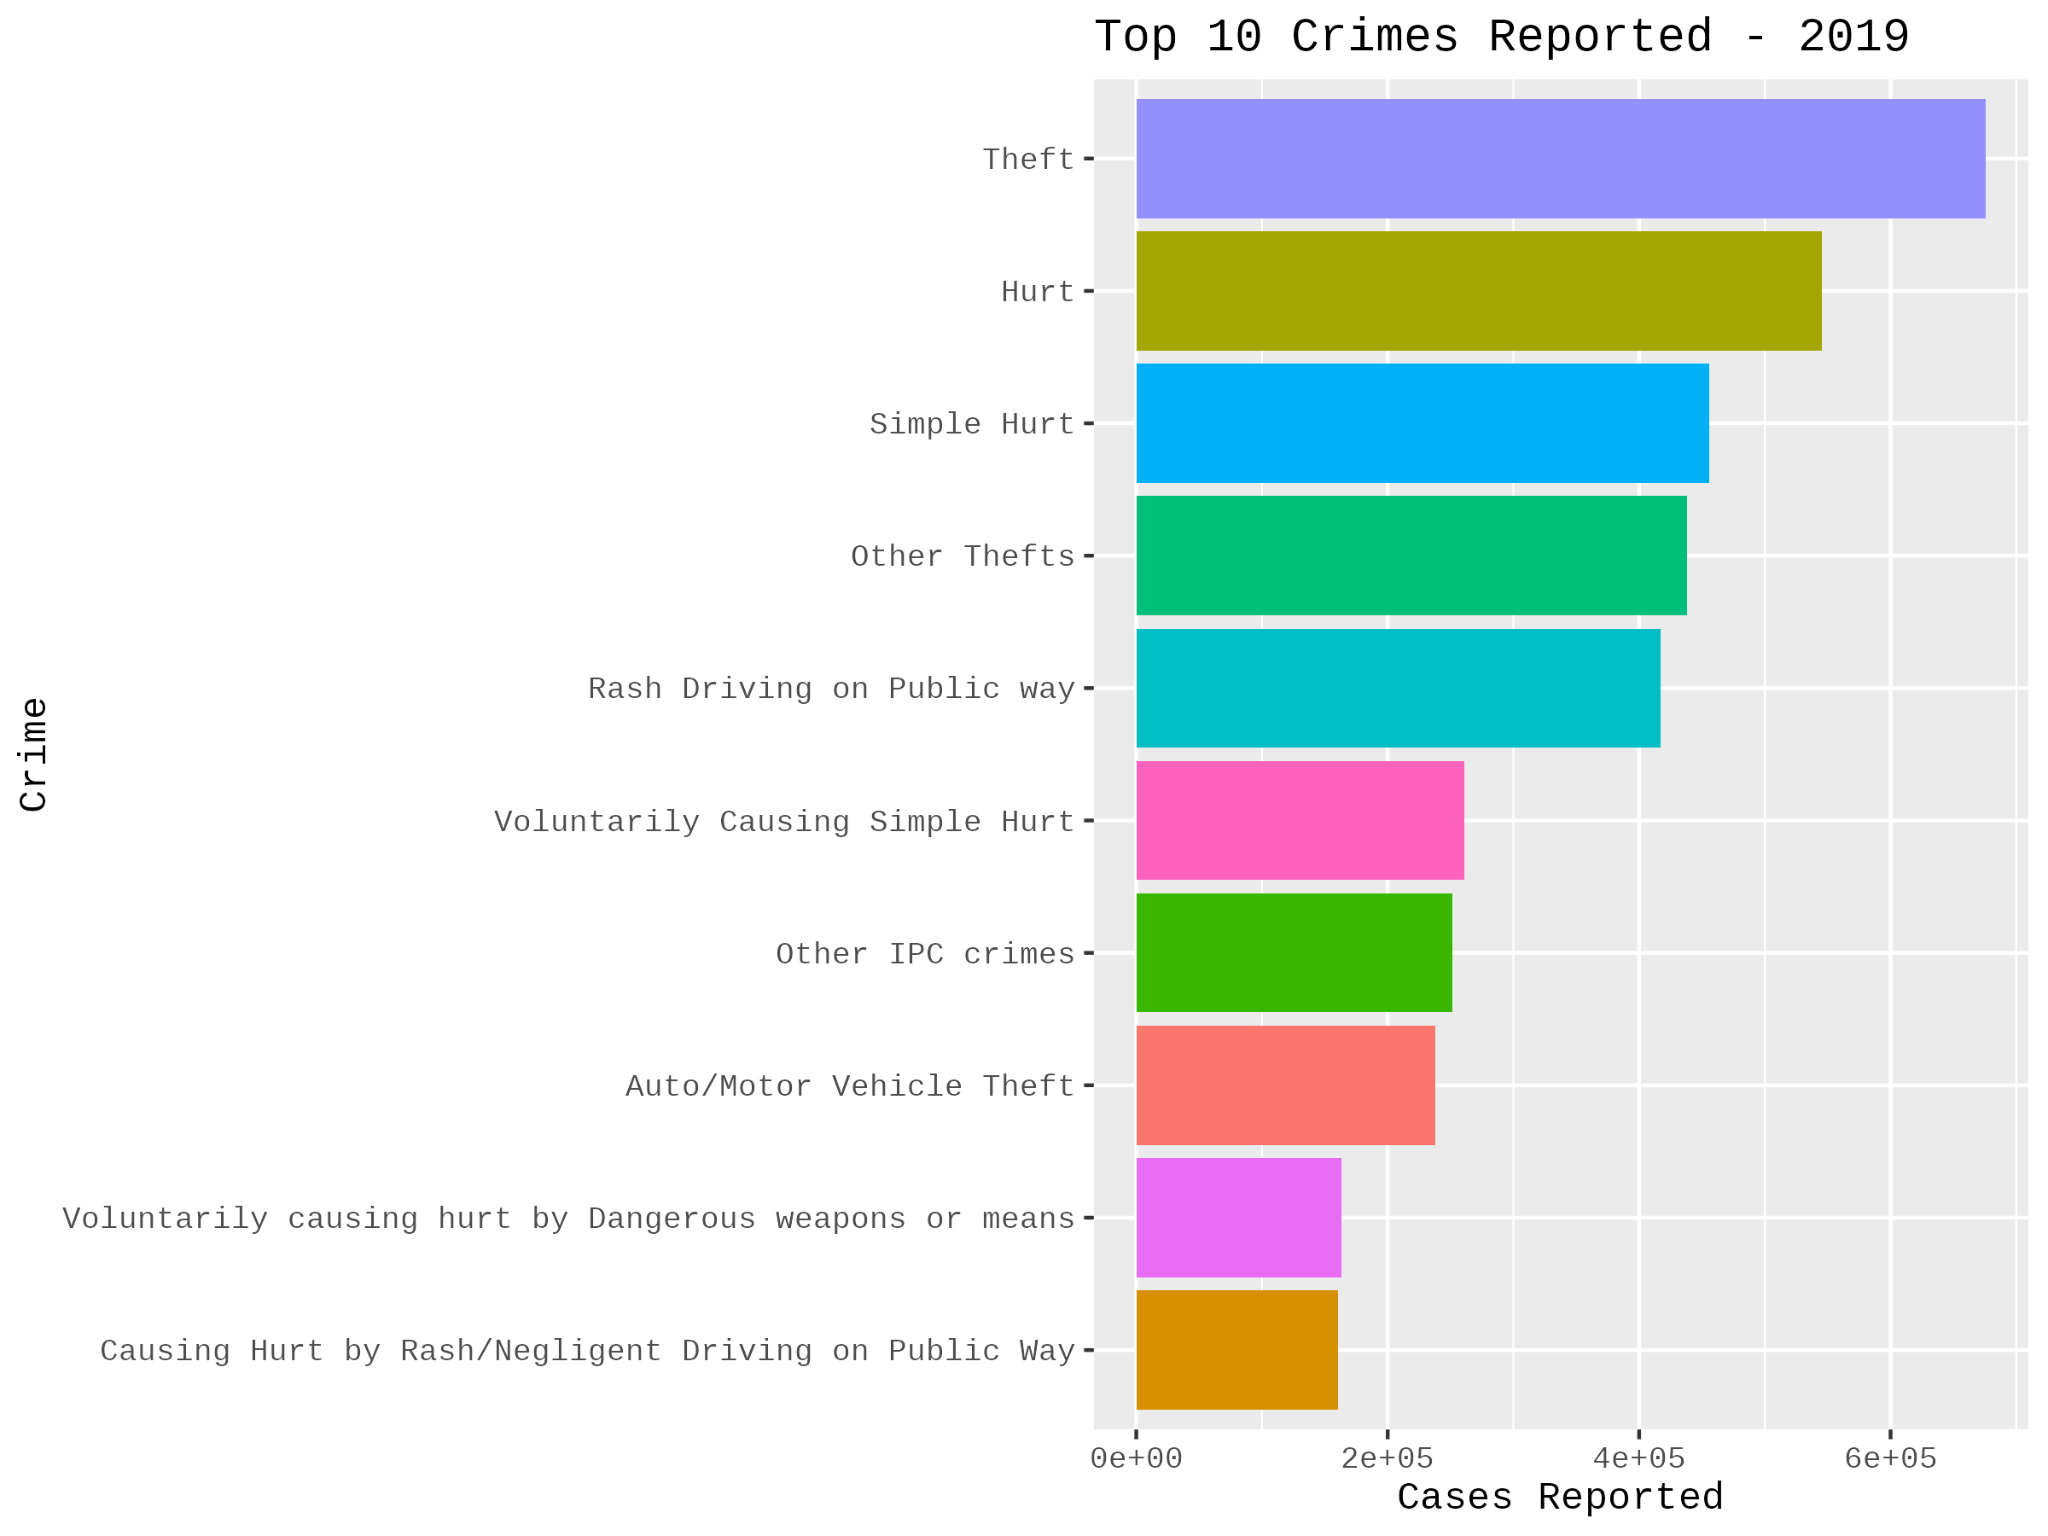 Top 10 Crimes Reported - 2019
Theft
Hurt
Simple Hurt
Other Thefts
Rash Driving on Public way
Voluntarily Causing Simple Hurt
Other IPC crimes
Auto/Motor Vehicle Theft
Voluntarily causing hurt by Dangerous weapons or means
Causing Hurt by Rash/Negligent Driving on Public Way
Crime
0e+00 2e+05 4e+05 6e+05
Cases Reported